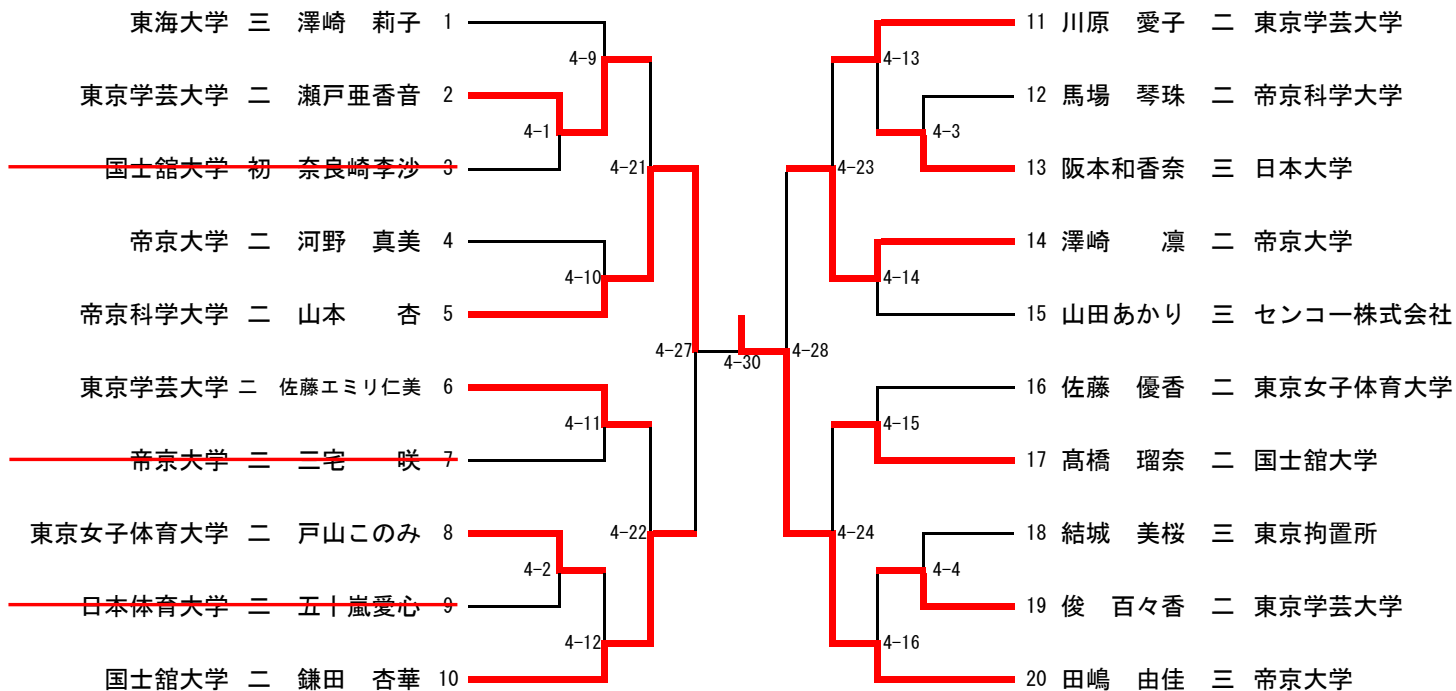 東海大学 三 澤崎 莉子 1
4-9
東京学芸大学 二 瀬戸亜香音 2
4-1
国士舘大学 初 奈良崎李沙 3
4-21
帝京大学 二 河野 真美 4
4-10
帝京科学大学 二 山本 杏 5
4-27
東京学芸大学 二 佐藤エミリ仁美 6
4-11
帝京大学 二 三宅 咲 7
東京女子体育大学 二 戸山このみ 8
4-22
4-2
日本体育大学 二 五十嵐愛心 9
4-12
国士舘大学 二 鎌田 杏華 10
4-30
11 川原 愛子 二 東京学芸大学
4-13
12 馬場 琴珠 二 帝京科学大学
4-3
13 阪本和香奈 三 日本大学
4-23
14 澤崎 凛 二 帝京大学
4-14
15 山田あかり 三 センコー株式会社
4-28
16 佐藤 優香 二 東京女子体育大学
4-15
17 髙橋 瑠奈 二 国士舘大学
18 結城 美桜 三 東京拘置所
4-24
4-4
19 俊 百々香 二 東京学芸大学
4-16
20 田嶋 由佳 三 帝京大学